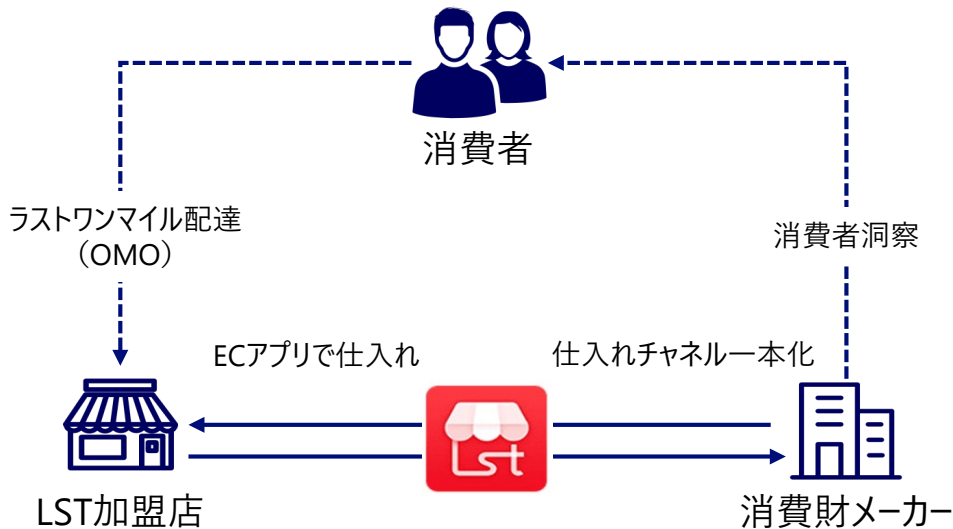 消費者
ラストワンマイル配達
（OMO）
消費者洞察
ECアプリで仕入れ
仕入れチャネル一本化
Lst
LST加盟店
消費財メーカー